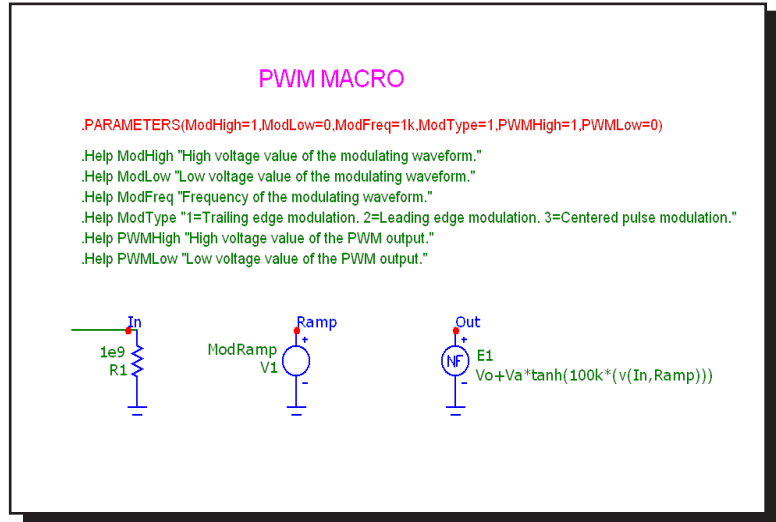 PWM MACRO
.PARAMETERS(ModHigh=1,ModLow=0,ModFreq=1k,ModType=1,PWMHigh=1,PWMLow=0)
.Help ModHigh "High voltage value of the modulating waveform."
.Help ModLow "Low voltage value of the modulating waveform."
.Help ModFreq "Frequency of the modulating waveform."
.Help ModType "1=Trailing edge modulation. 2=Leading edge modulation. 3=Centered pulse modulation."
.Help PWMHigh "High voltage value of the PWM output."
.Help PWMLow "Low voltage value of the PWM output."
In
1e9
R1
Ramp
+
ModRamp
V1
-
Out
+
NF
E1
Vo+Va*tanh(100k*(v(In,Ramp)))
-